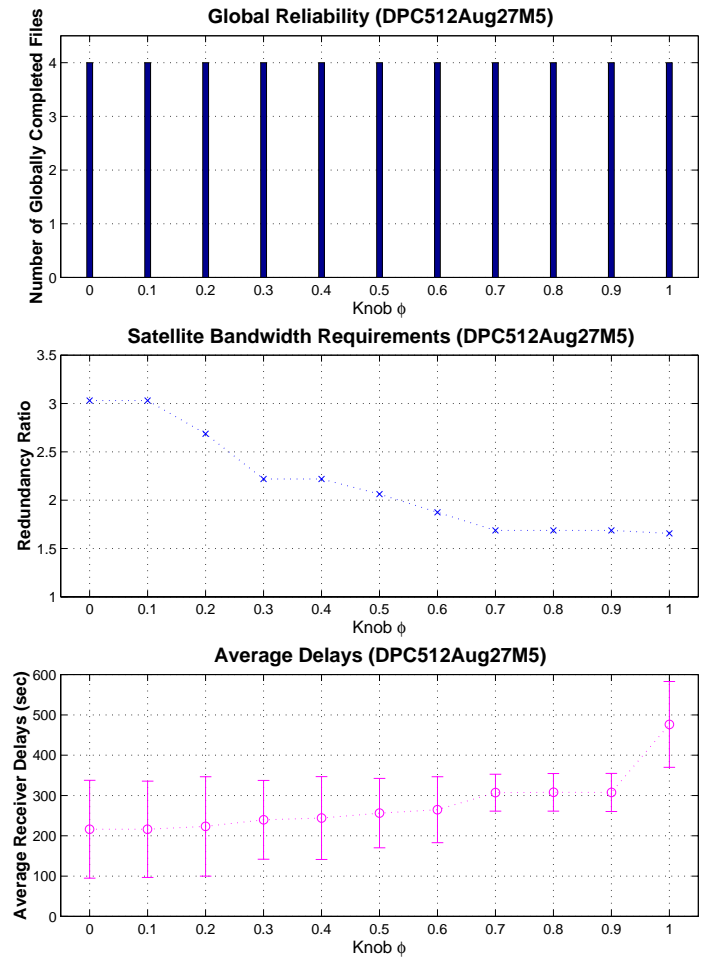 Global Reliability (DPC512Aug27M5)
Number of Globally Completed Files
4
3
2
1
0
0 0.1 0.2 0.3 0.4 0.5 0.6 0.7 0.8 0.9 1
Knob ϕ
Satellite Bandwidth Requirements (DPC512Aug27M5)
Redundancy Ratio
3.5
3
2.5
2
1.5
1
0 0.1 0.2 0.3 0.4 0.5 0.6 0.7 0.8 0.9 1
Knob ϕ
Average Delays (DPC512Aug27M5)
Average Receiver Delays (sec)
600
500
400
300
200
100
0
0 0.1 0.2 0.3 0.4 0.5 0.6 0.7 0.8 0.9 1
Knob ϕ